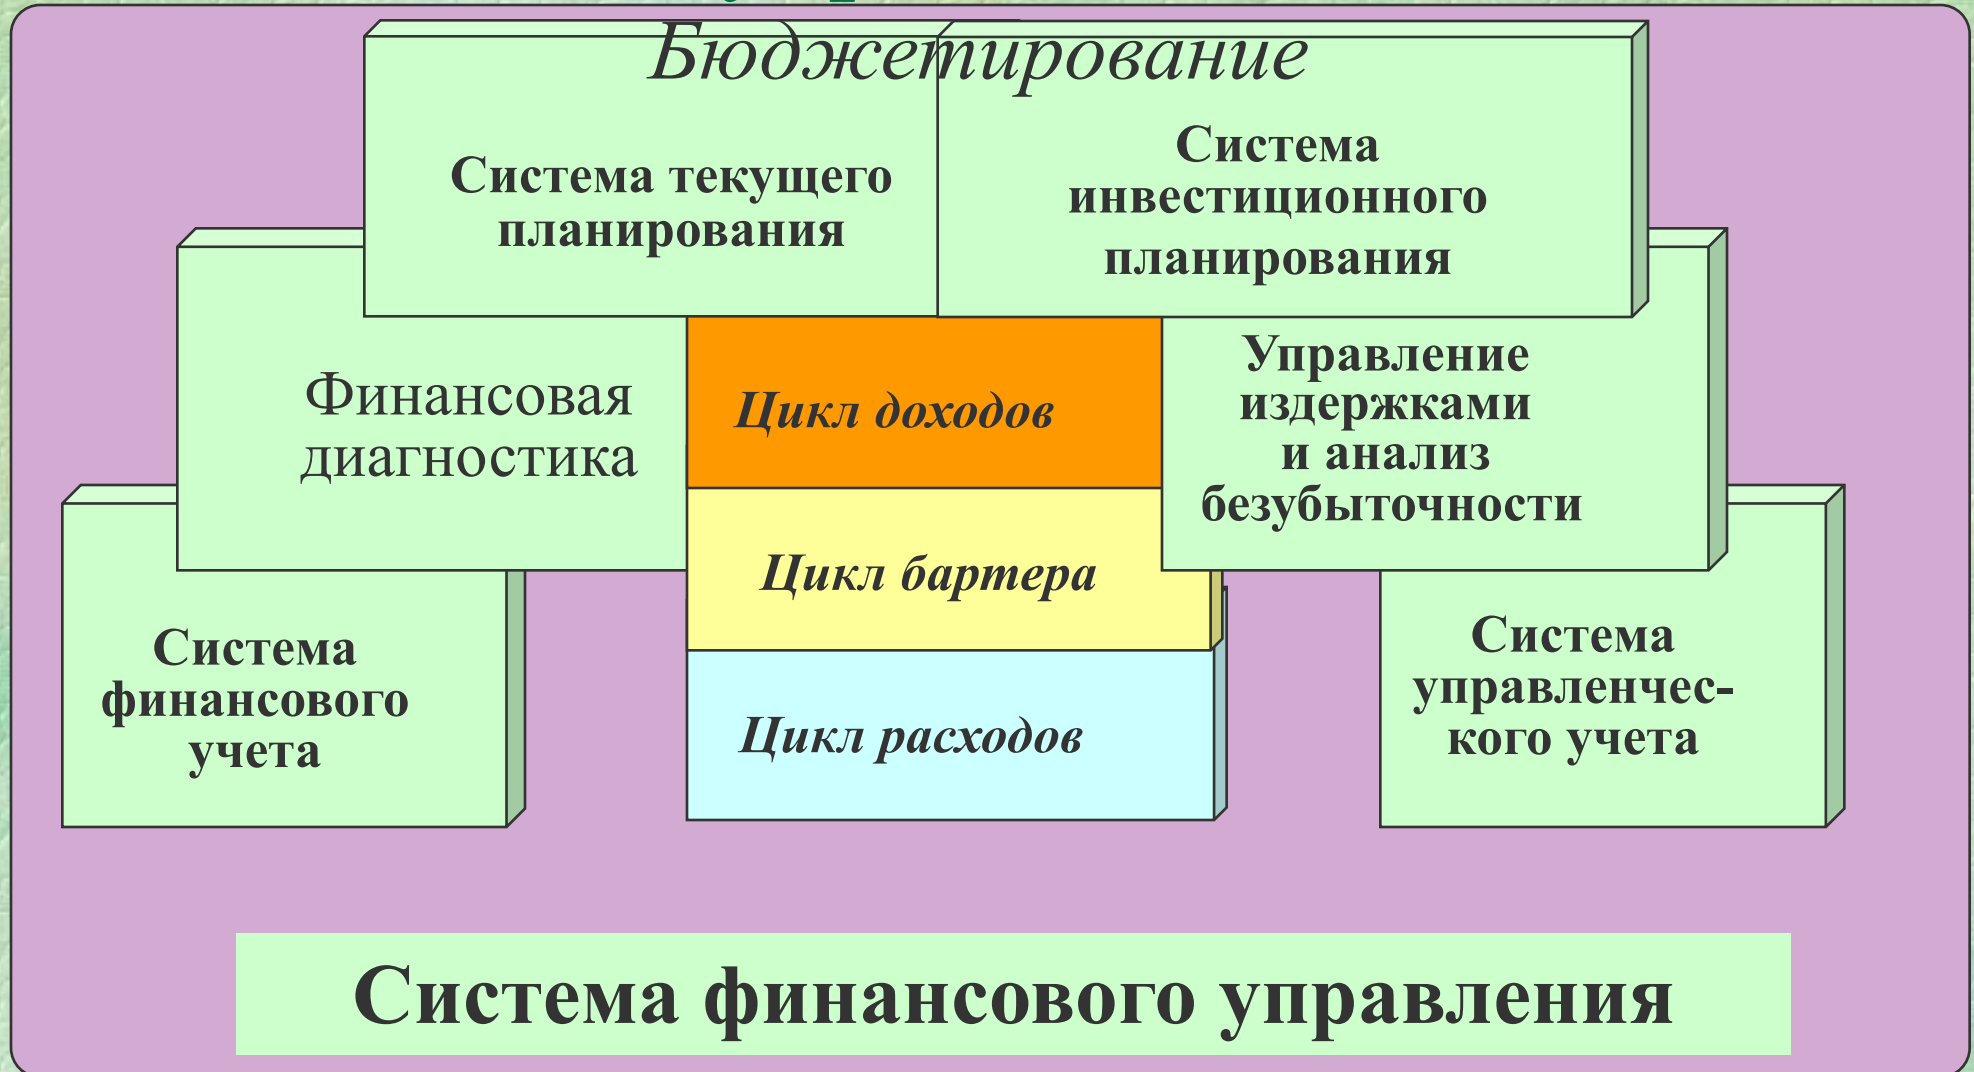 Бюджетирование
Система текущего
планирования
Система
инвестиционного
планирования
Финансовая
диагностика
Цикл доходов
Управление
издержками
и анализ
безубыточности
Цикл бартера
Система
финансового
учета
Цикл расходов
Система
управленчес-
кого учета
Система финансового управления